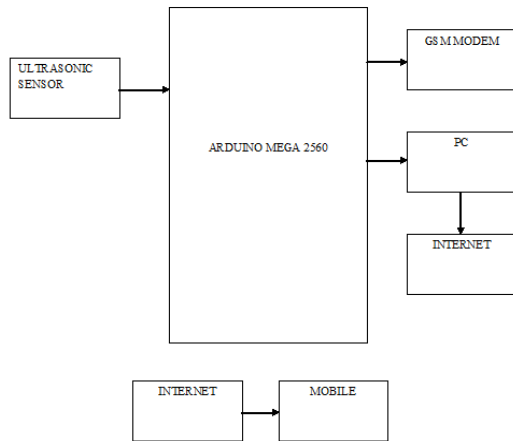 GSM MODEM
ULTRASONIC
SENSOR
ARDUINO MEGA 2560
PC
INTERNET
INTERNET
MOBILE